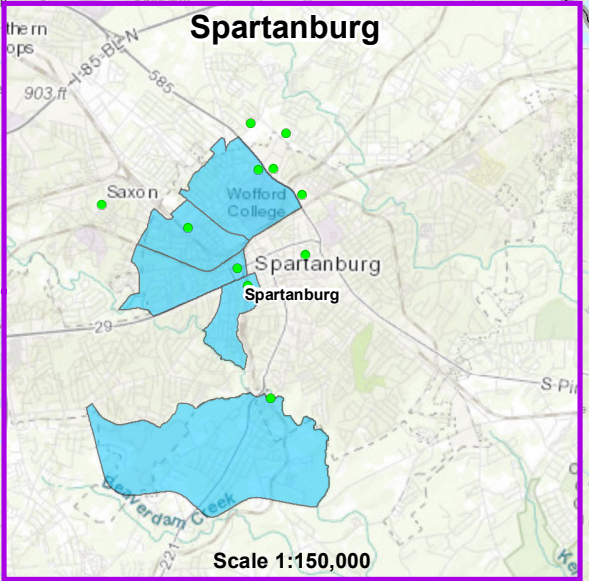 Spartanburg
thern
ops
I-85-BL-N
585
903 ft
Saxon
Wofford
College
Spartanburg
Spartanburg
29
S Pi
Beaverdam Creek
221
Scale 1:150,000
Ke